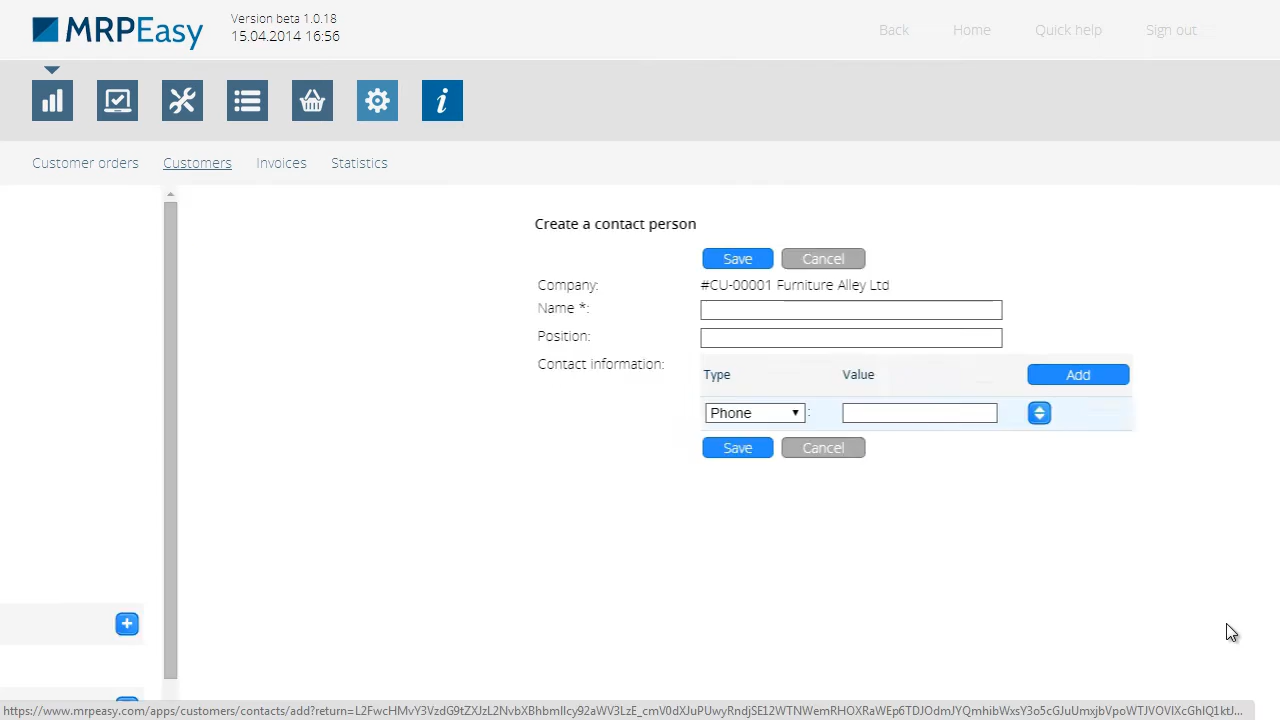 MRPEasy
Version beta 1.0.18
15.04.2014 16:56
Back Home Quick help Sign out
Customer orders Customers Invoices Statistics
Create a contact person
Save Cancel
Company: #CU-00001 Furniture Alley Ltd
Name *:
Position:
Contact information:
Type Value Add
Phone :
Save Cancel